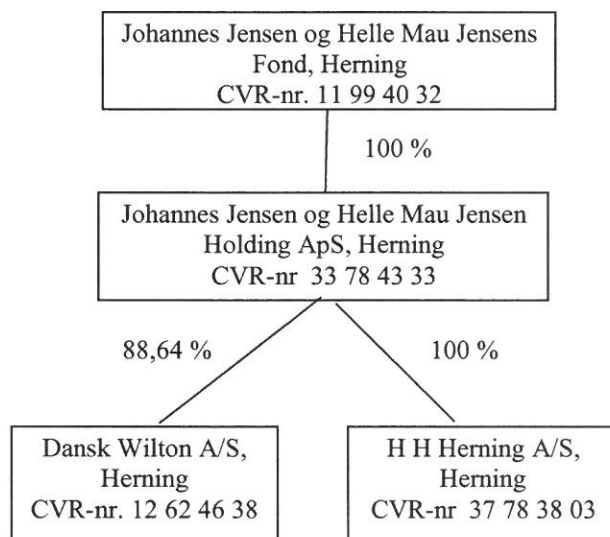 Johannes Jensen og Helle Mau Jensens
Fond, Herning
CVR-nr. 11 99 40 32
100 %
Johannes Jensen og Helle Mau Jensen
Holding ApS, Herning
CVR-nr 33 78 43 33
88,64 %
100 %
Dansk Wilton A/S,
Herning
CVR-nr. 12 62 46 38
H H Herning A/S,
Herning
CVR-nr 37 78 38 03